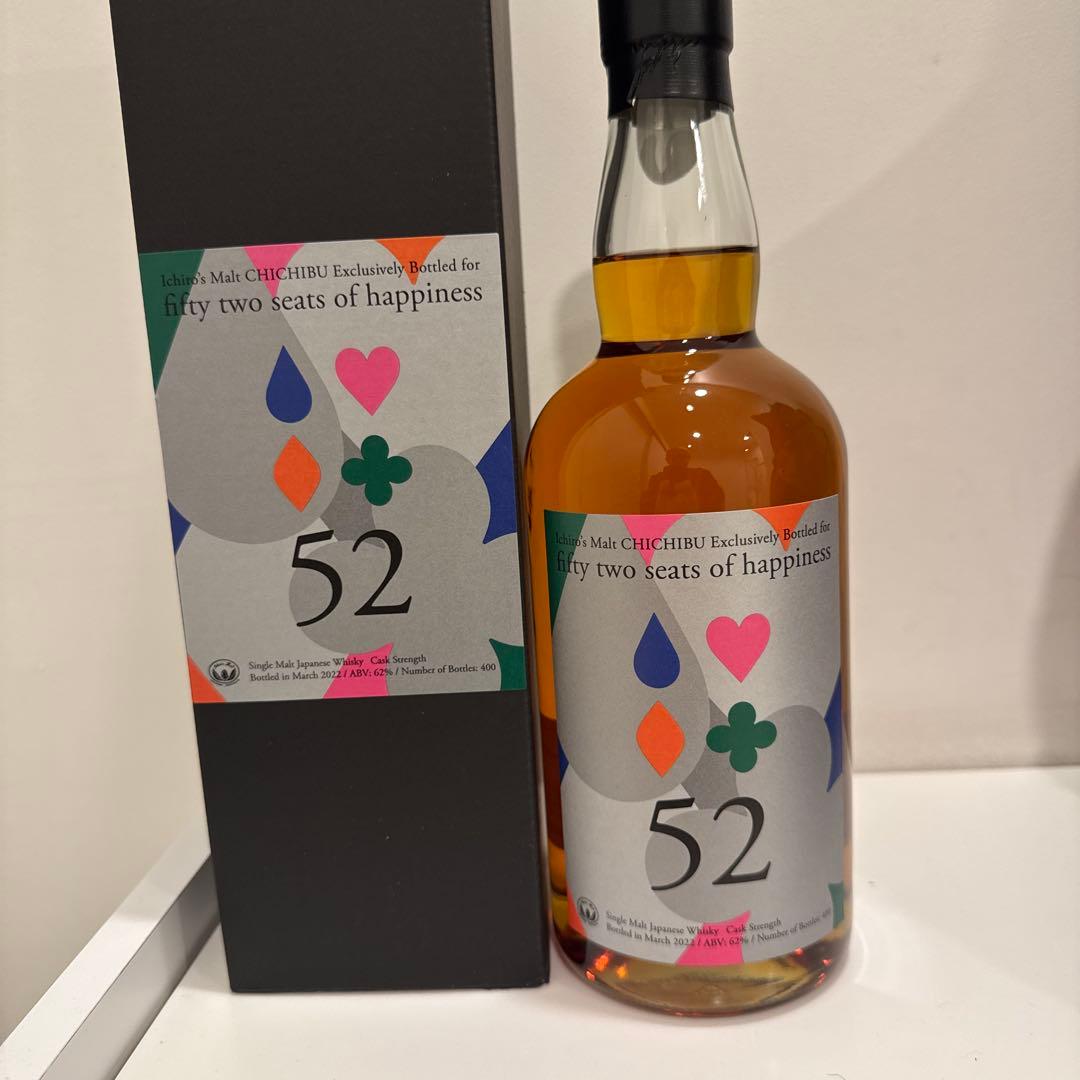 Ichiro's Malt CHICHIBU Exclusively Bottled for
fifty two seats of happiness
52
Single Malt Japanese Whisky Cask Strength
Bottled in March 2022 / ABV: 62% / Number of Bottles: 400
Ichiro's Malt CHICHIBU Exclusively Bottled for
fifty two seats of happiness
52
Single Malt Japanese Whisky Cask Strength
Bottled in March 2022 / ABV: 62% / Number of Bottles: 400